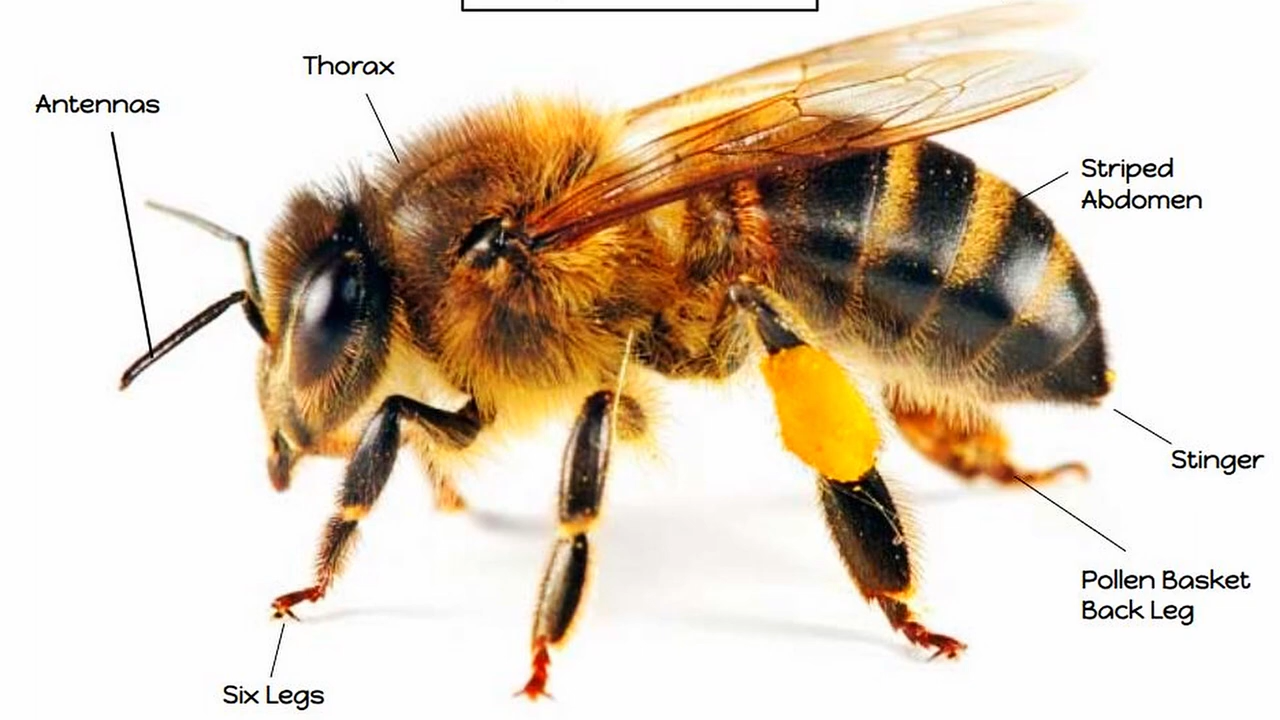 Thorax
Antennas
Striped
Abdomen
Stinger
Pollen Basket
Back Leg
Six Legs